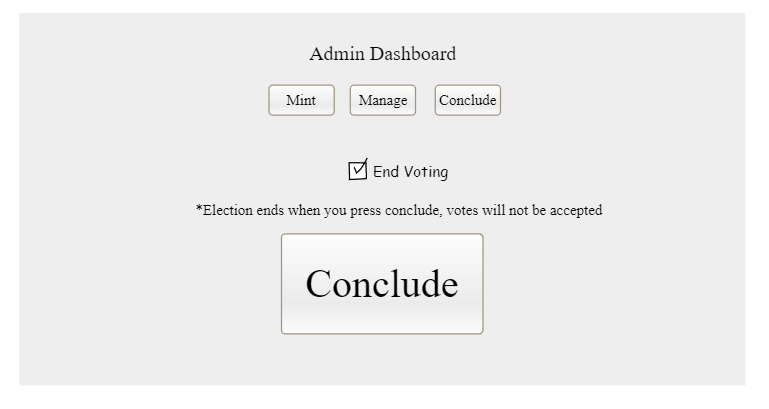 Admin Dashboard
Mint Manage Conclude
End Voting
*Election ends when you press conclude, votes will not be accepted
Conclude